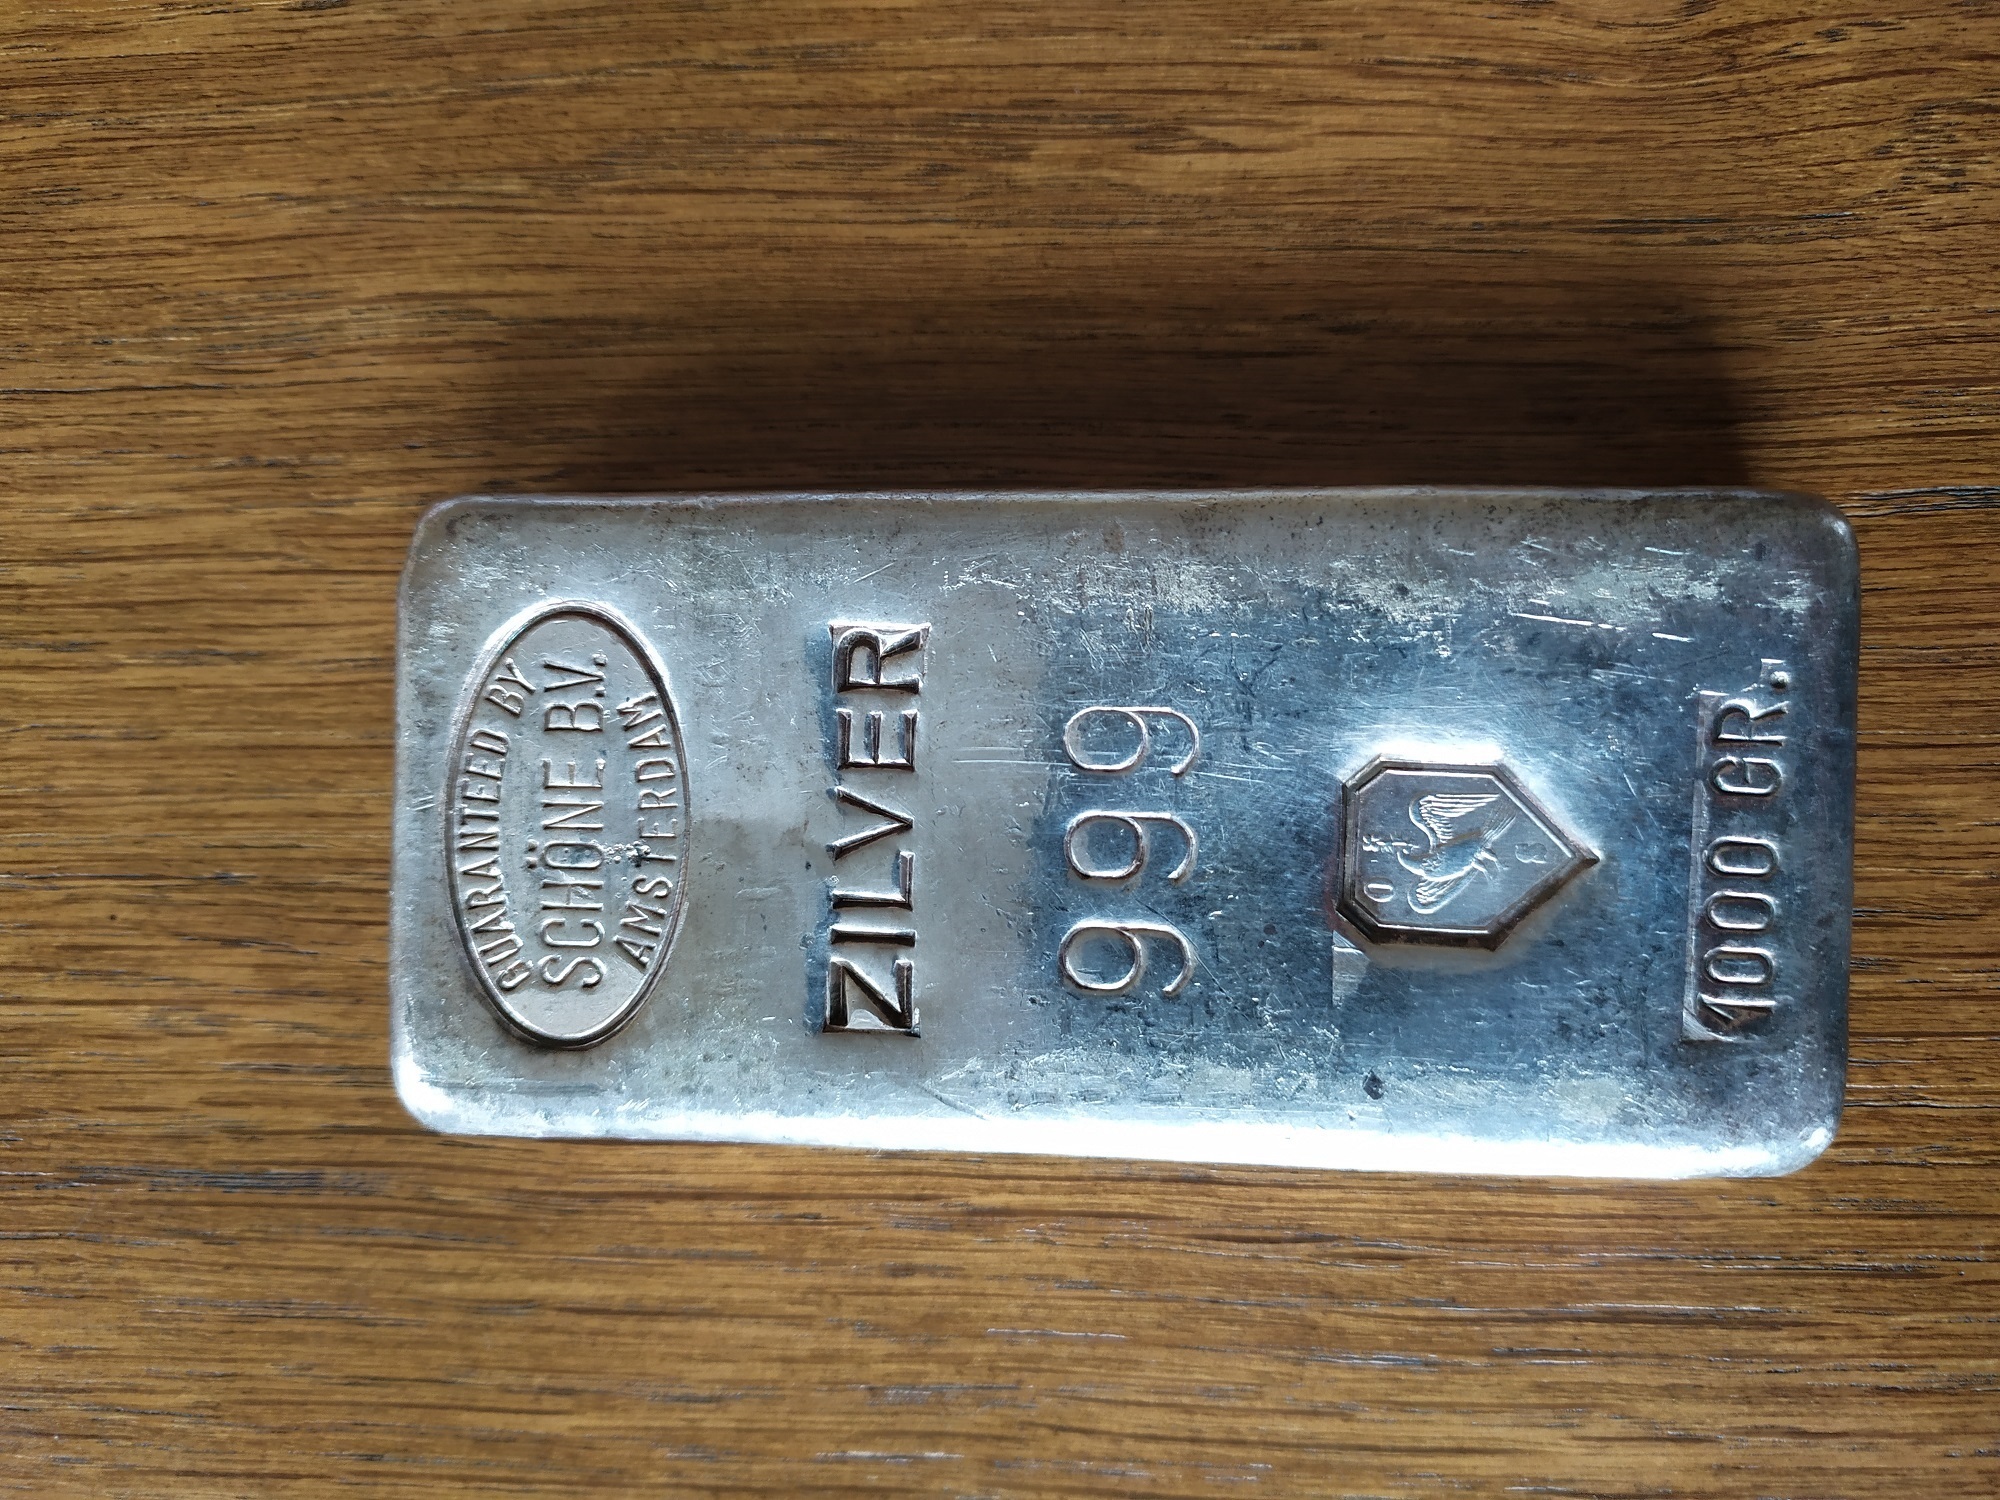 GUARANTEED BY
SCHÖNE B.V.
AMSTERDAM
ZILVER
999
1000 GR.